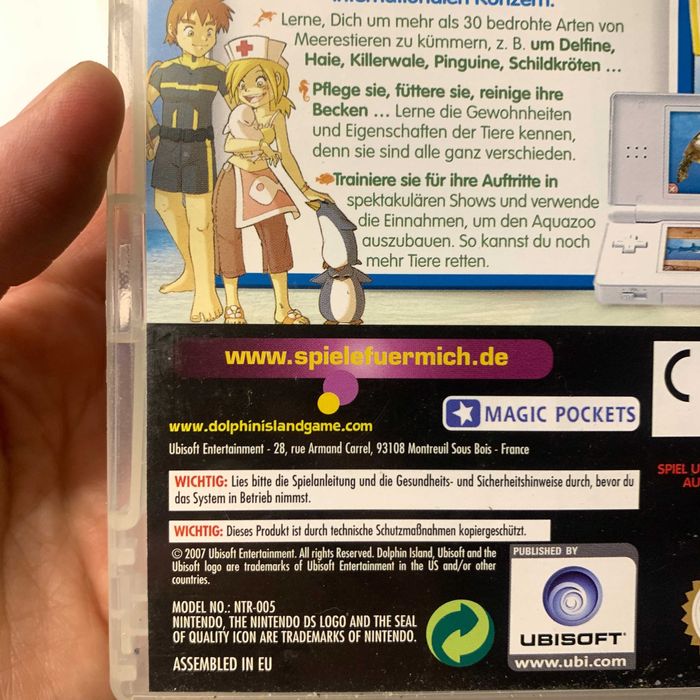 internationalen Konzern:
Lerne, Dich um mehr als 30 bedrohte Arten von
Meerestieren zu kümmern, z. B. um Delfine,
Haie, Killerwale, Pinguine, Schildkröten ...
Pflege sie, füttere sie, reinige ihre
Becken ... Lerne die Gewohnheiten
und Eigenschaften der Tiere kennen,
denn sie sind alle ganz verschieden.
Trainiere sie für ihre Auftritte in
spektakulären Shows und verwende
die Einnahmen, um den Aquazoo
auszubauen. So kannst du noch
mehr Tiere retten.
www.spielefuermich.de
www.dolphinislandgame.com
MAGIC POCKETS
Ubisoft Entertainment - 28, rue Armand Carrel, 93108 Montreuil Sous Bois - France
SPIEL U
AU
WICHTIG: Lies bitte die Spielanleitung und die Gesundheits- und Sicherheitshinweise durch, bevor du
das System in Betrieb nimmst.
WICHTIG: Dieses Produkt ist durch technische Schutzmaßnahmen kopiergeschützt.
© 2007 Ubisoft Entertainment. All rights Reserved. Dolphin Island, Ubisoft and the
Ubisoft logo are trademarks of Ubisoft Entertainment in the US and/or other
countries.
MODEL NO.: NTR-005
NINTENDO, THE NINTENDO DS LOGO AND THE SEAL
OF QUALITY ICON ARE TRADEMARKS OF NINTENDO.
ASSEMBLED IN EU
PUBLISHED BY
UBISOFT
www.ubi.com